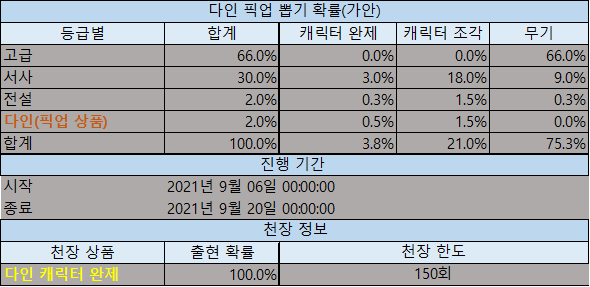 다인 픽업 뽑기 확률(가안)
등급별 합계 캐릭터 완제 캐릭터 조각 무기
고급 66.0% 0.0% 0.0% 66.0%
서사 30.0% 3.0% 18.0% 9.0%
전설 2.0% 0.3% 1.5% 0.3%
다인(픽업 상품) 2.0% 0.5% 1.5% 0.0%
합계 100.0% 3.8% 21.0% 75.3%
진행 기간
시작 2021년 9월 06일 00:00:00
종료 2021년 9월 20일 00:00:00
천장 정보
천장 상품 출현 확률 천장 한도
다인 캐릭터 완제 100.0% 150회